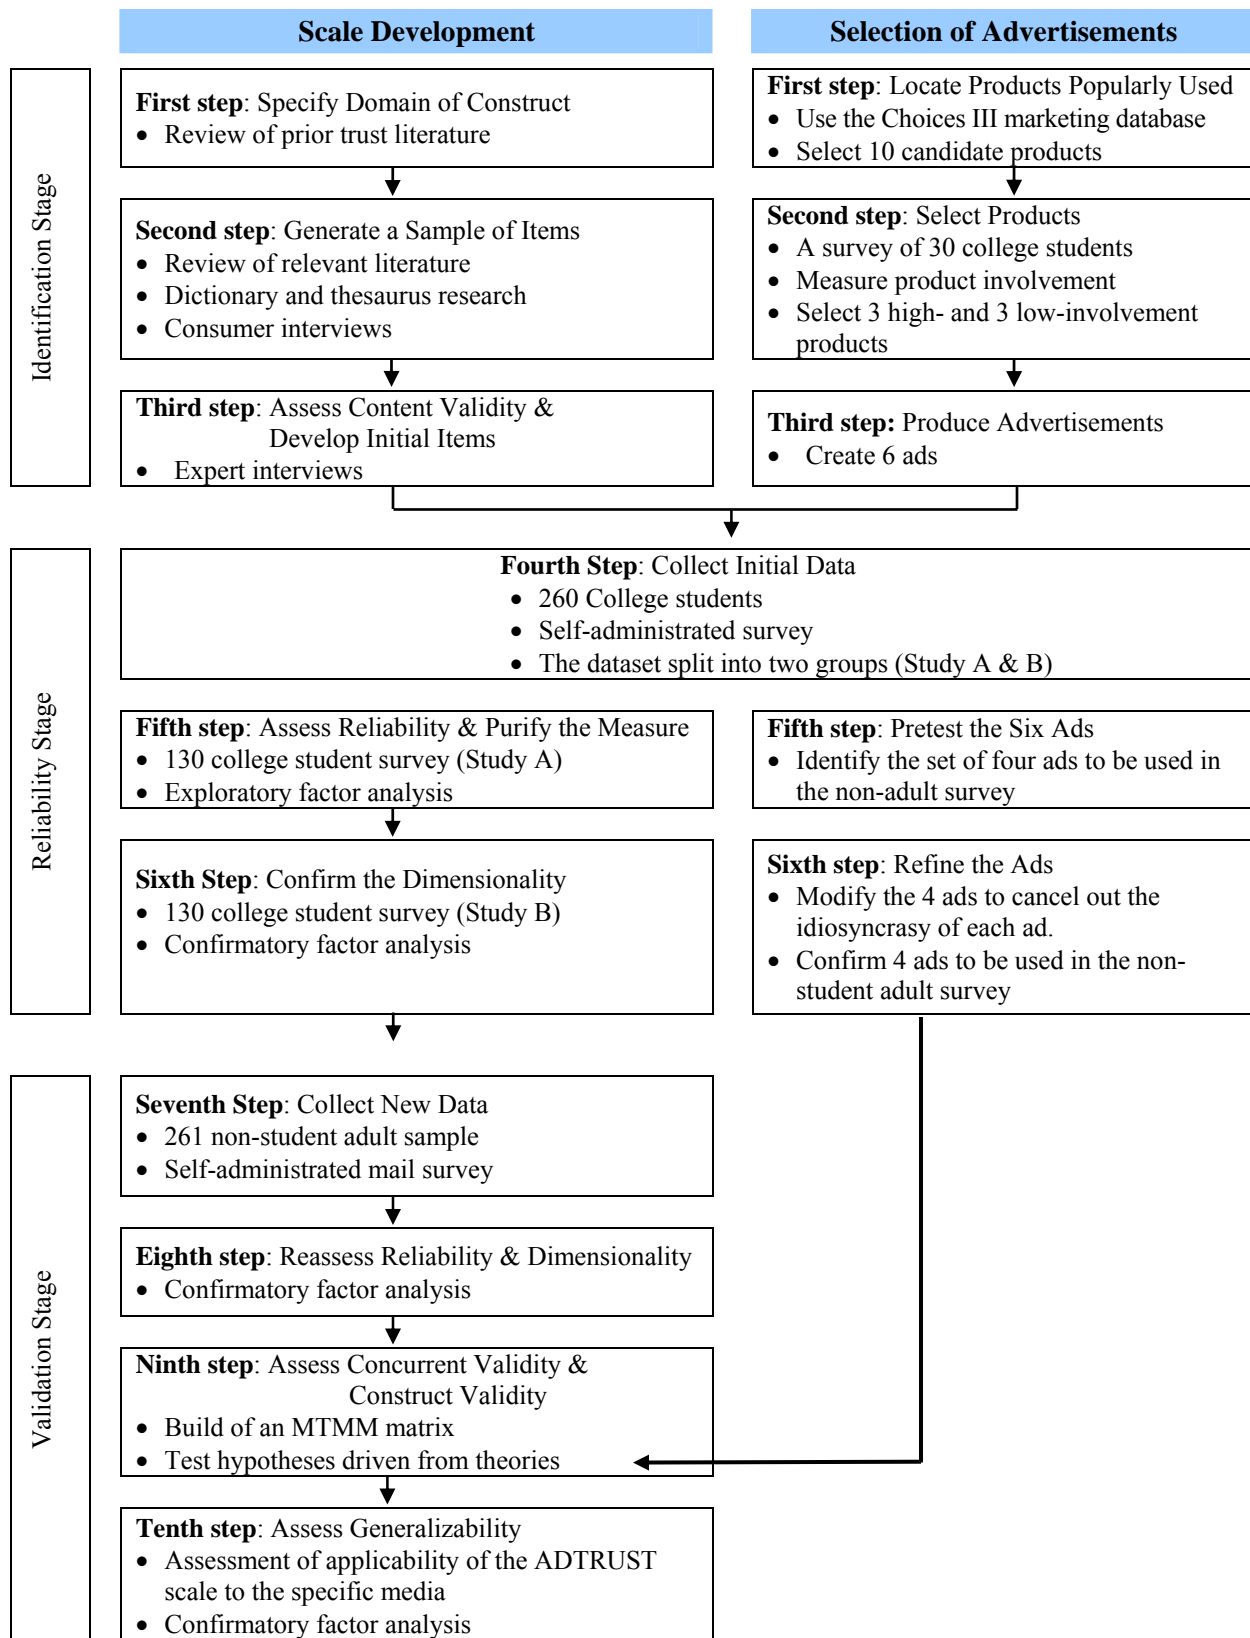 Scale Development
Selection of Advertisements
Identification Stage
First step: Specify Domain of Construct
• Review of prior trust literature
First step: Locate Products Popularly Used
• Use the Choices III marketing database
• Select 10 candidate products
Second step: Generate a Sample of Items
• Review of relevant literature
• Dictionary and thesaurus research
• Consumer interviews
Second step: Select Products
• A survey of 30 college students
• Measure product involvement
• Select 3 high- and 3 low-involvement
products
Third step: Assess Content Validity &
Develop Initial Items
• Expert interviews
Third step: Produce Advertisements
• Create 6 ads
Reliability Stage
Fourth Step: Collect Initial Data
• 260 College students
• Self-administrated survey
• The dataset split into two groups (Study A & B)
Fifth step: Assess Reliability & Purify the Measure
• 130 college student survey (Study A)
• Exploratory factor analysis
Fifth step: Pretest the Six Ads
• Identify the set of four ads to be used in
the non-adult survey
Sixth Step: Confirm the Dimensionality
• 130 college student survey (Study B)
• Confirmatory factor analysis
Sixth step: Refine the Ads
• Modify the 4 ads to cancel out the
idiosyncrasy of each ad.
• Confirm 4 ads to be used in the non-
student adult survey
Validation Stage
Seventh Step: Collect New Data
• 261 non-student adult sample
• Self-administrated mail survey
Eighth step: Reassess Reliability & Dimensionality
• Confirmatory factor analysis
Ninth step: Assess Concurrent Validity &
Construct Validity
• Build of an MTMM matrix
• Test hypotheses driven from theories
Tenth step: Assess Generalizability
• Assessment of applicability of the ADTRUST
scale to the specific media
• Confirmatory factor analysis